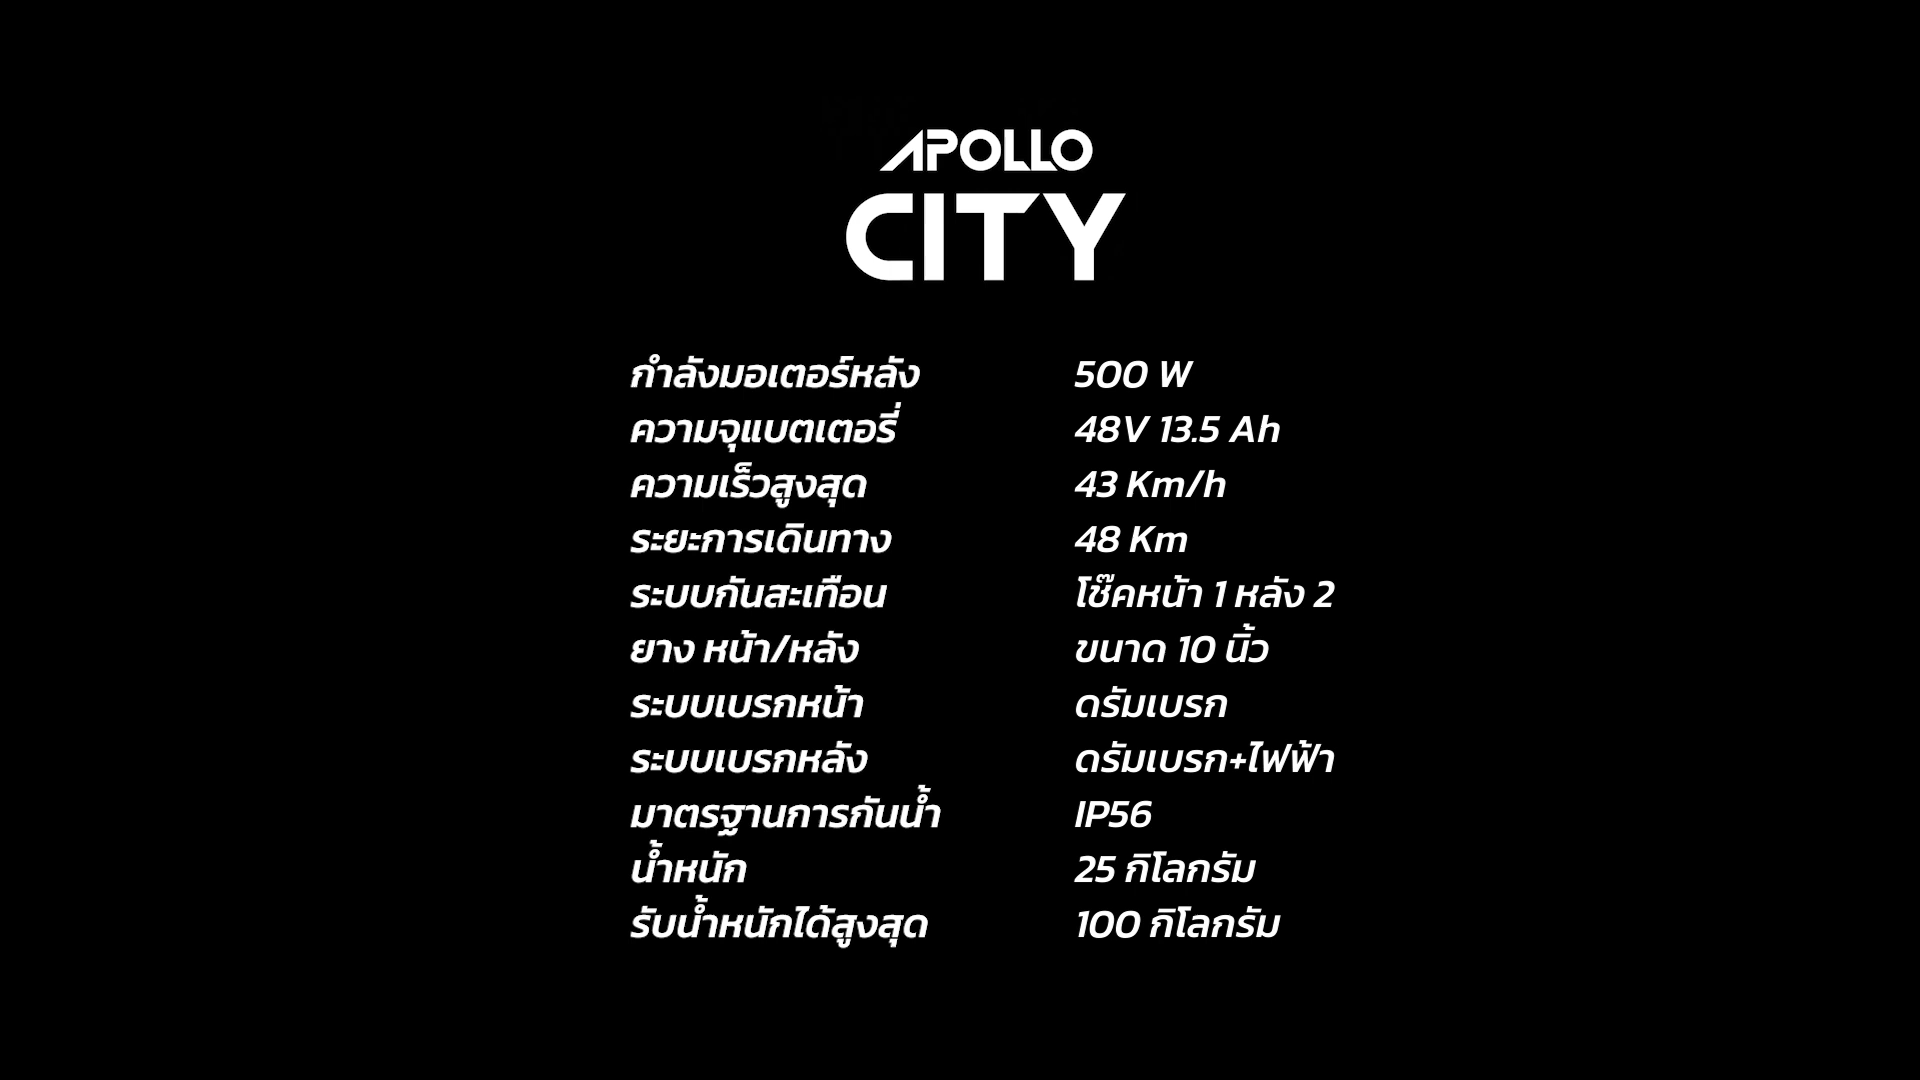 APOLLO
CITY
กำลังมอเตอร์หลัง 500 W
ความจุแบตเตอรี่ 48V 13.5 Ah
ความเร็วสูงสุด 43 Km/h
ระยะการเดินทาง 48 Km
ระบบกันสะเทือน โช๊คหน้า 1 หลัง 2
ยาง หน้า/หลัง ขนาด 10 นิ้ว
ระบบเบรกหน้า ดรัมเบรก
ระบบเบรกหลัง ดรัมเบรก+ไฟฟ้า
มาตรฐานการกันน้ำ IP56
น้ำหนัก 25 กิโลกรัม
รับน้ำหนักได้สูงสุด 100 กิโลกรัม